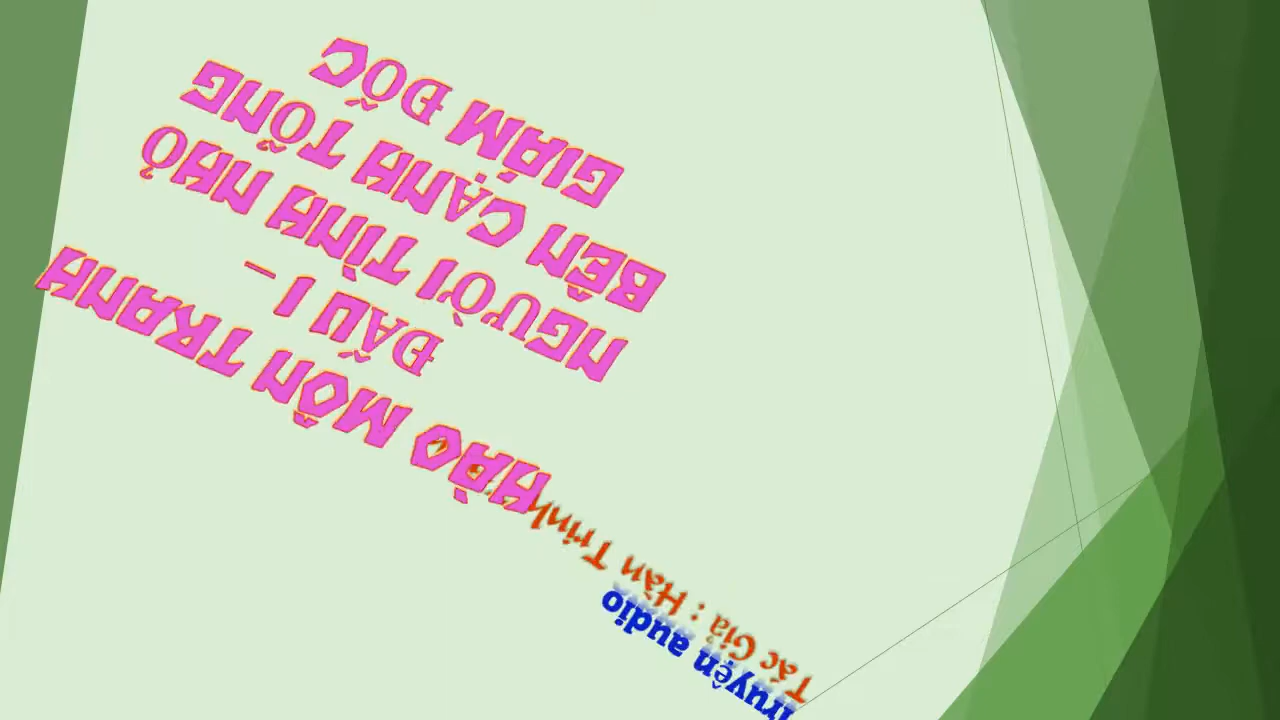 truyện audio
Tác Giả : Hàn Trinh
HÀO MÔN TRANH
ĐẤU I –
NGƯỜI TÌNH NHỎ
BÊN CẠNH TỔNG
GIÁM ĐỐC